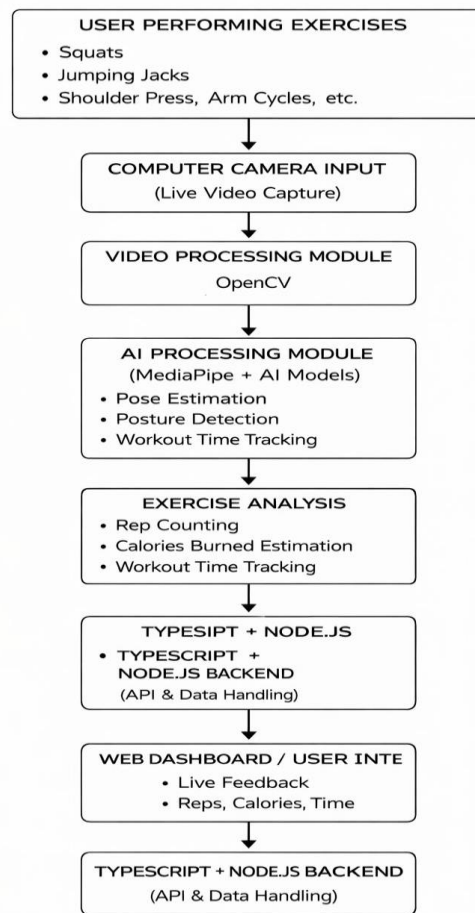 USER PERFORMING EXERCISES
• Squats
• Jumping Jacks
• Shoulder Press, Arm Cycles, etc.
COMPUTER CAMERA INPUT
(Live Video Capture)
VIDEO PROCESSING MODULE
OpenCV
AI PROCESSING MODULE
(MediaPipe + AI Models)
• Pose Estimation
• Posture Detection
• Workout Time Tracking
EXERCISE ANALYSIS
• Rep Counting
• Calories Burned Estimation
• Workout Time Tracking
TYPESIPT + NODE.JS
• TYPESCRIPT +
NODE.JS BACKEND
(API & Data Handling)
WEB DASHBOARD / USER INTE
• Live Feedback
• Reps, Calories, Time
TYPESCRIPT + NODE.JS BACKEND
(API & Data Handling)